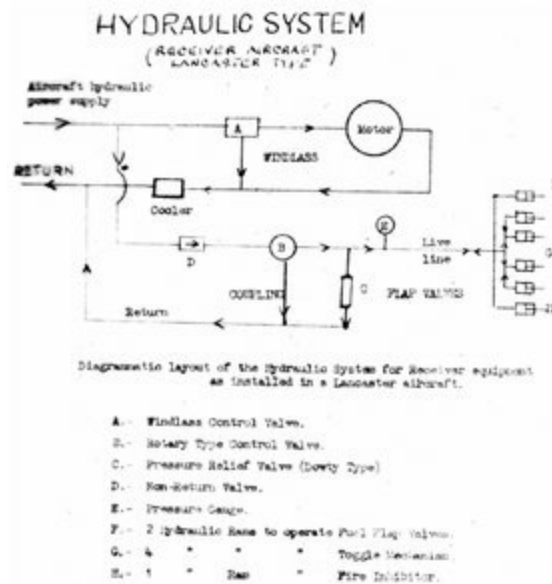 HYDRAULIC SYSTEM
(RECEIVER AIRCRAFT
LANCASTER TYPE)
Aircraft hydraulic
power supply
A
Motor
WINDLASS
RETURN
Cooler
E
D
B
Live
line
G
COUPLING
C
FLAP VALVES
Return
Diagrammatic layout of the Hydraulic System for Receiver equipment
as installed in a Lancaster aircraft.
A.- Windlass Control Valve.
B.- Rotary Type Control Valve.
C.- Pressure Relief Valve (Dowty Type)
D.- Non-Return Valve.
E.- Pressure Gauge.
F.- 2 Hydraulic Rams to operate Fuel Flap Valves.
G.- 4 " " " Toggle Mechanism.
H.- 1 " Ram " Fire Inhibitor.